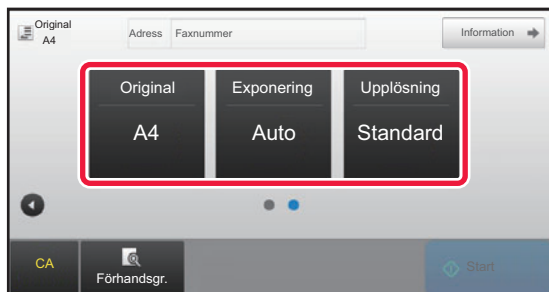 Original
A4
Adress Faxnummer
Information
Original
A4
Exponering
Auto
Upplösning
Standard
CA
Förhandsgr.
Start